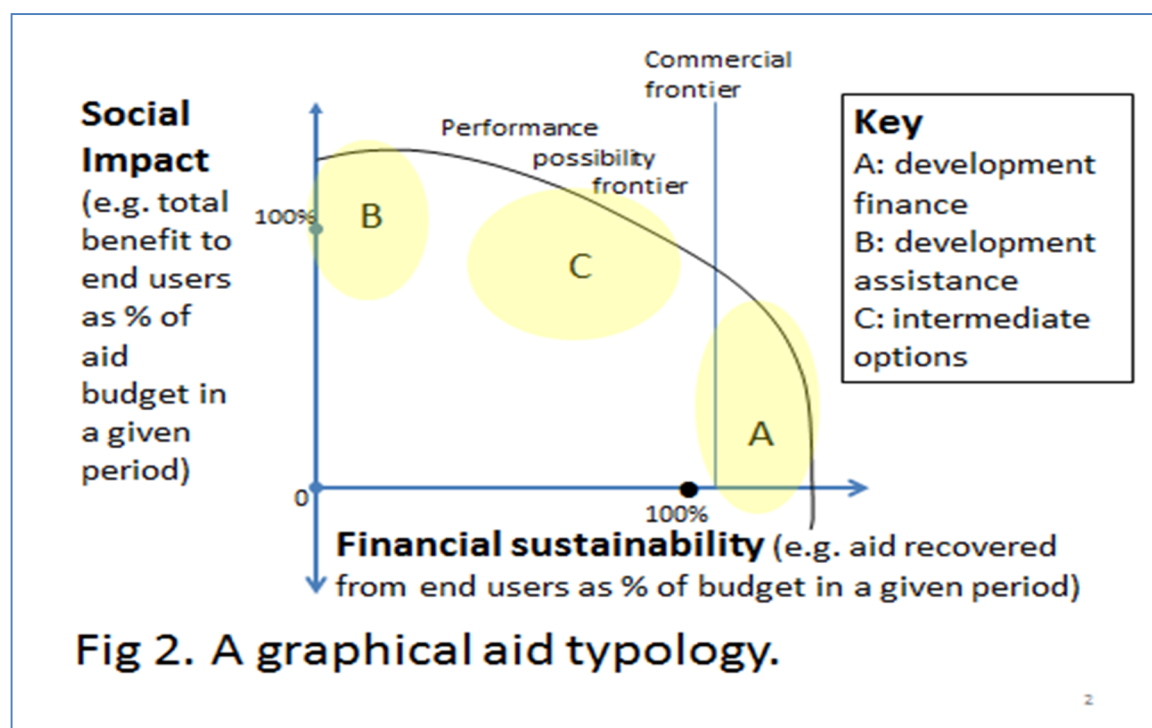 Commercial
frontier
Social
Impact
(e.g. total
benefit to
end users
as % of
aid
budget in
a given
period)
Performance
possibility
frontier
Key
A: development
finance
B: development
assistance
C: intermediate
options
100%
B
C
A
0
100%
Financial sustainability (e.g. aid recovered
from end users as % of budget in a given period)
Fig 2. A graphical aid typology.
2